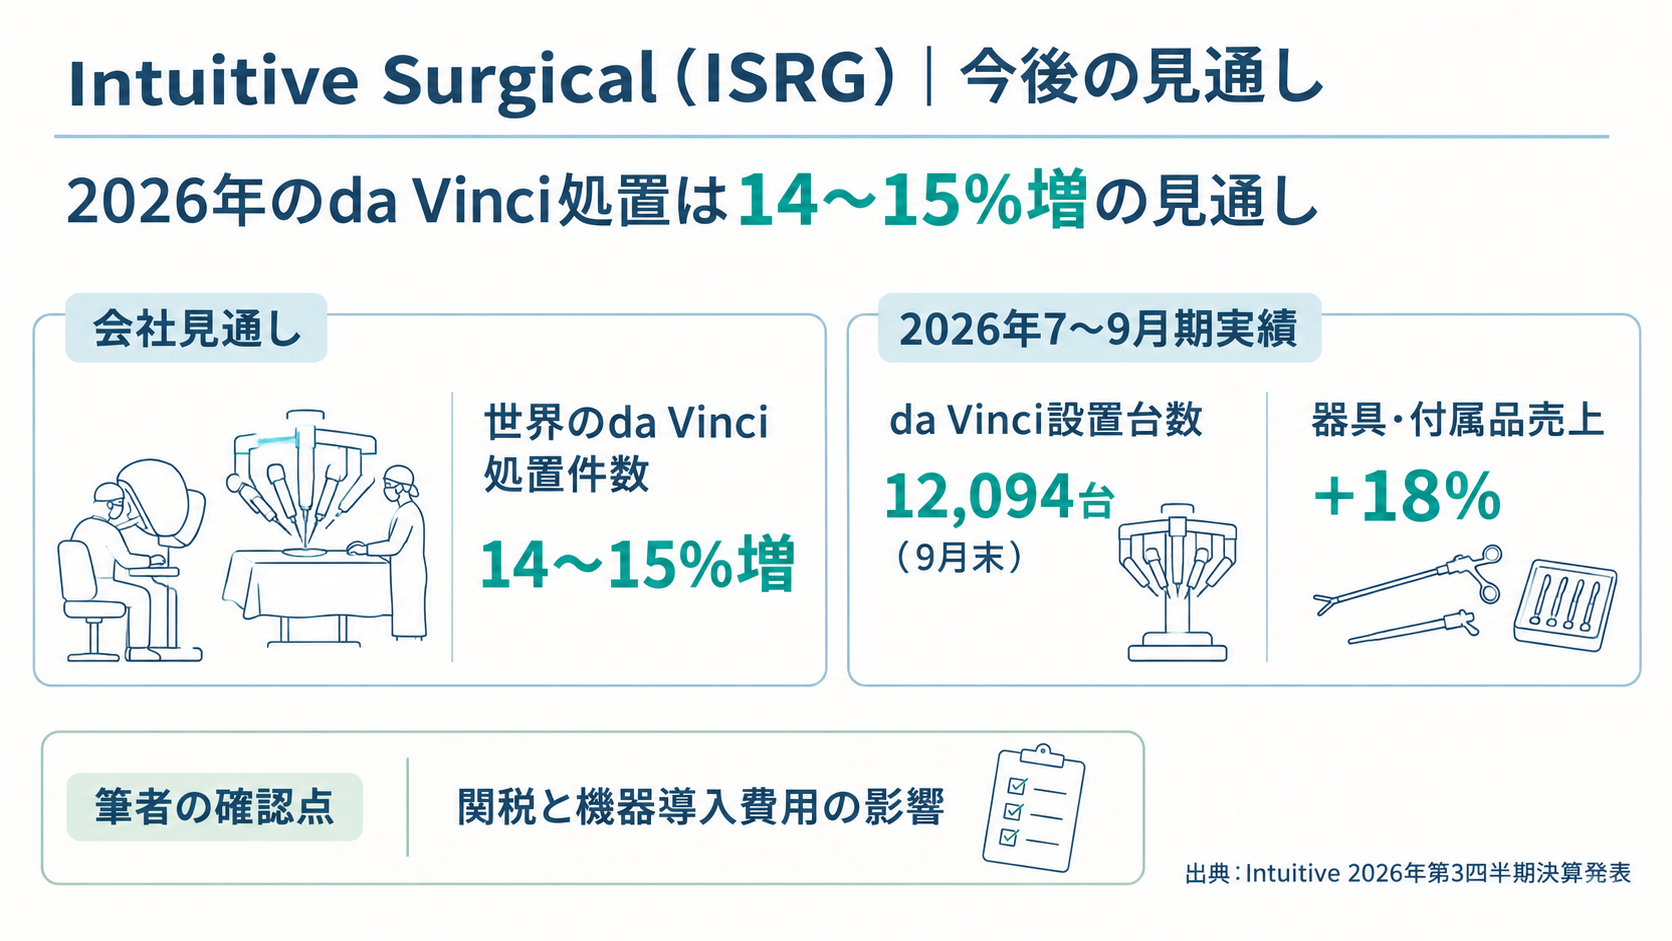 Intuitive Surgical（ISRG）｜今後の見通し
2026年のda Vinci処置は14〜15%増の見通し
会社見通し
世界のda Vinci
処置件数
14〜15%増
2026年7〜9月期実績
da Vinci設置台数
12,094台
（9月末）
器具・付属品売上
+18%
筆者の確認点
関税と機器導入費用の影響
出典：Intuitive 2026年第3四半期決算発表